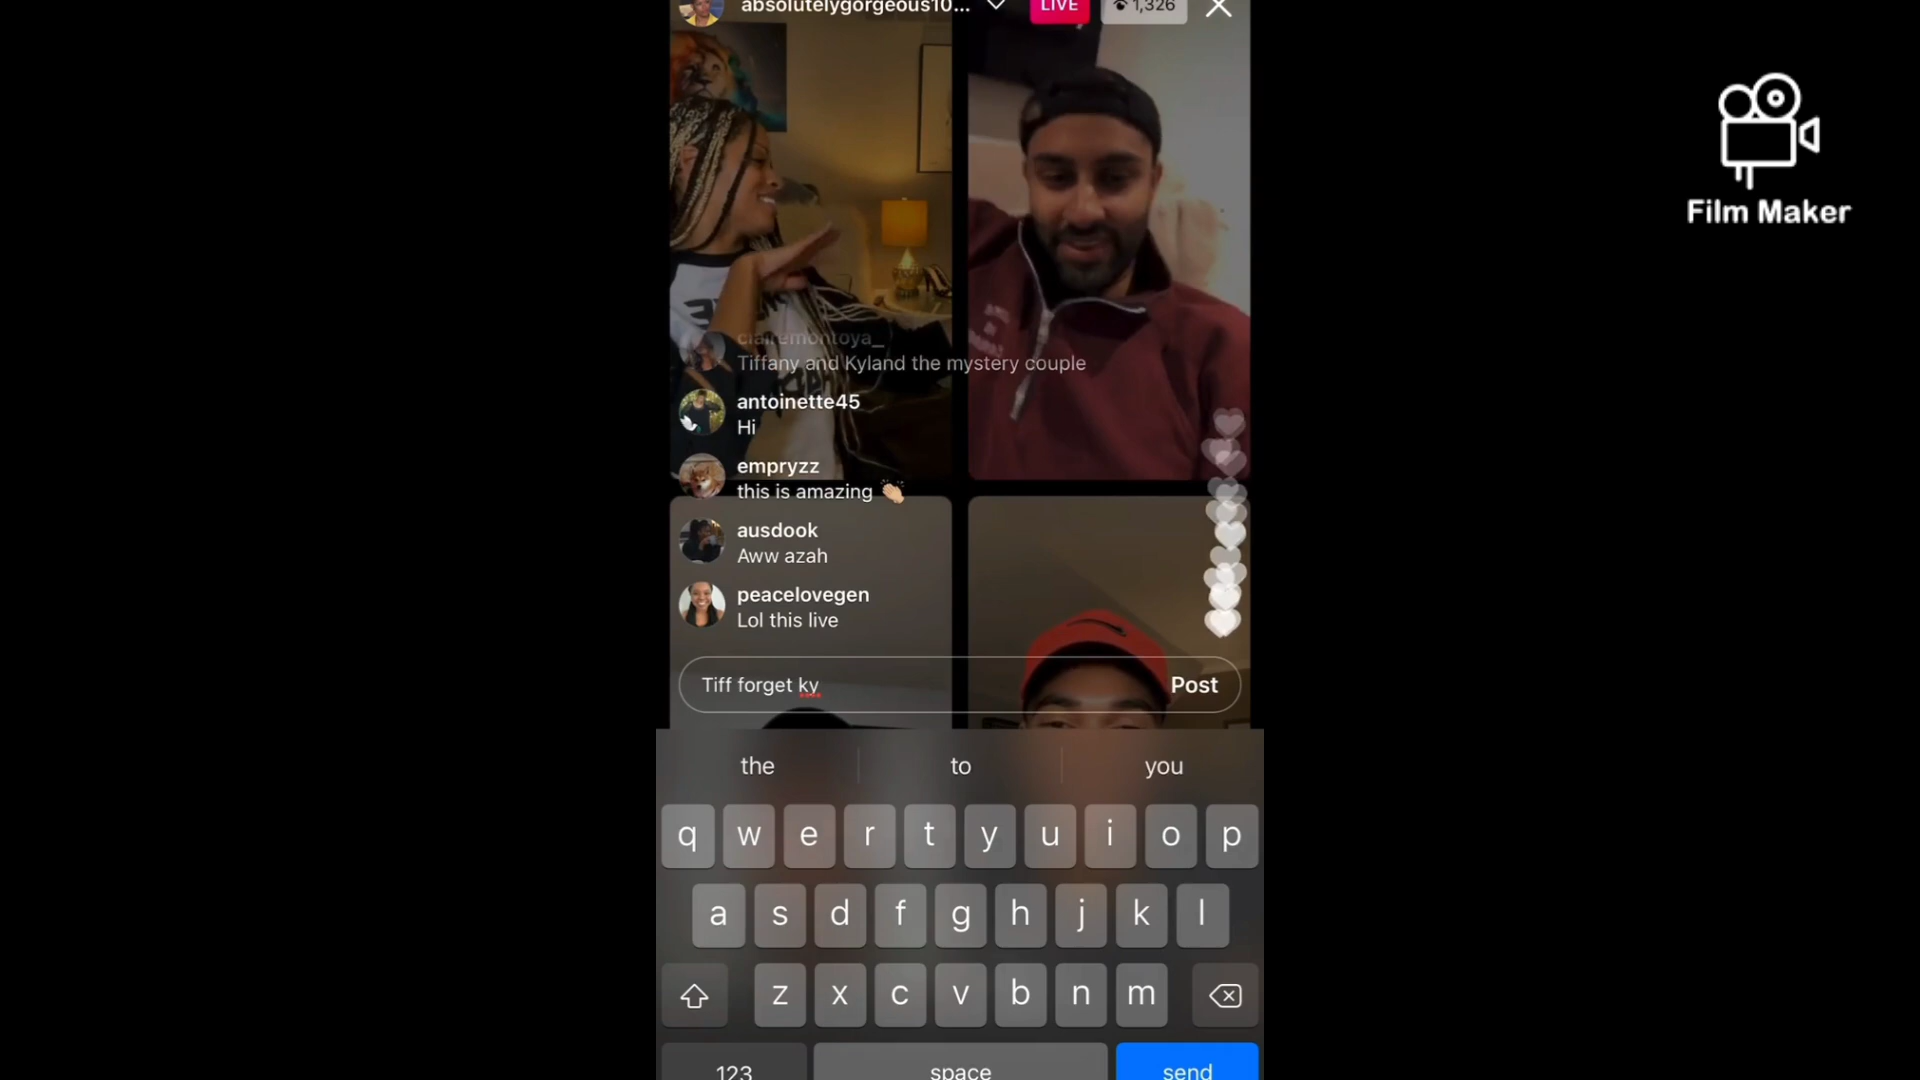 absolutelygorgeous10...
LIVE
1,326
Film Maker
clairemontoya_
Tiffany and Kyland the mystery couple
antoinette45
Hi
empryzz
this is amazing 👏🏼
ausdook
Aww azah
peacelovegen
Lol this live
Tiff forget ky
Post
the to you
q w e r t y u i o p
a s d f g h j k l
z x c v b n m
123 space send